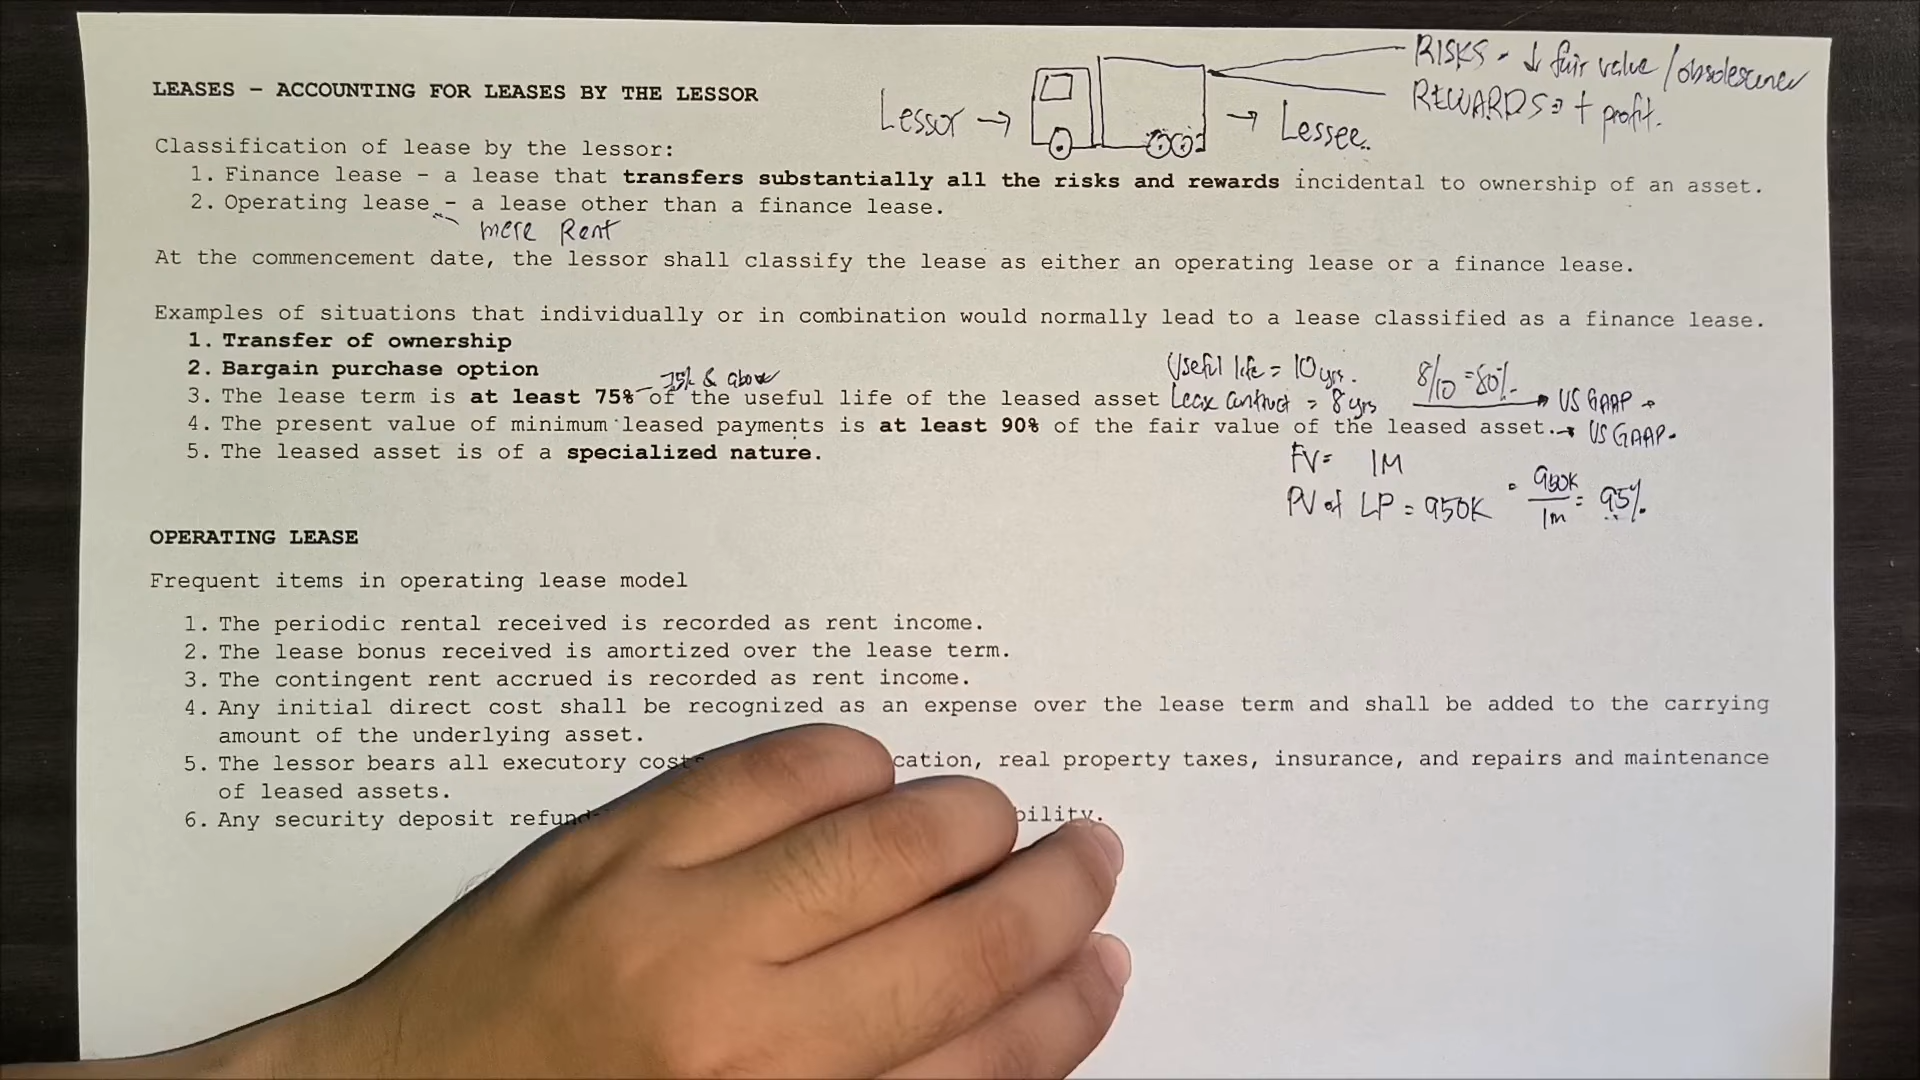 RISKS - ↓ fair value / obsolescence
REWARDS = + profit.
LEASES – ACCOUNTING FOR LEASES BY THE LESSOR
Lessor → → Lessee.
Classification of lease by the lessor:
1. Finance lease – a lease that transfers substantially all the risks and rewards incidental to ownership of an asset.
2. Operating lease – a lease other than a finance lease.
mere Rent
At the commencement date, the lessor shall classify the lease as either an operating lease or a finance lease.
Examples of situations that individually or in combination would normally lead to a lease classified as a finance lease.
1. Transfer of ownership
2. Bargain purchase option
75% & above
Useful life = 10 yrs.
8/10 = 80%
3. The lease term is at least 75% of the useful life of the leased asset
Lease contract = 8 yrs → US GAAP
4. The present value of minimum leased payments is at least 90% of the fair value of the leased asset. → US GAAP
5. The leased asset is of a specialized nature.
FV = 1M
PV of LP = 950K = 950K / 1m = 95%.
OPERATING LEASE
Frequent items in operating lease model
1. The periodic rental received is recorded as rent income.
2. The lease bonus received is amortized over the lease term.
3. The contingent rent accrued is recorded as rent income.
4. Any initial direct cost shall be recognized as an expense over the lease term and shall be added to the carrying
amount of the underlying asset.
5. The lessor bears all executory real property taxes, insurance, and repairs and maintenance
of leased assets.
6. Any security deposit